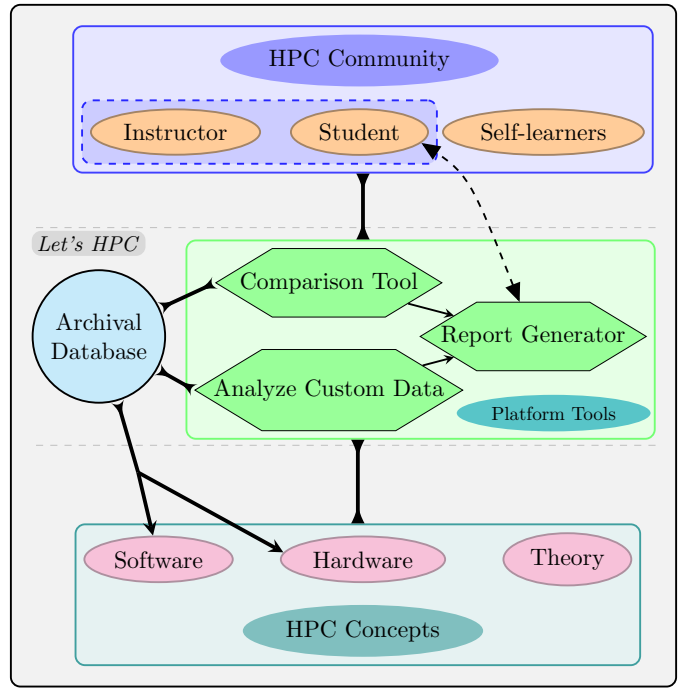 HPC Community
Instructor
Student
Self-learners
Let's HPC
Comparison Tool
Archival
Database
Report Generator
Analyze Custom Data
Platform Tools
Software
Hardware
Theory
HPC Concepts